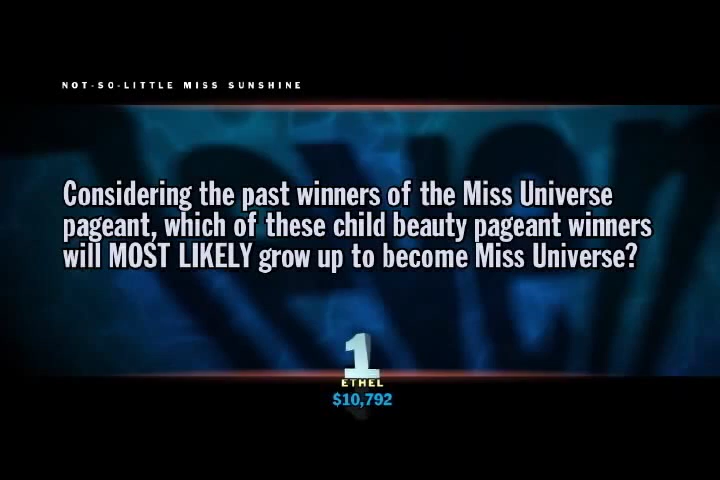 NOT-SO-LITTLE MISS SUNSHINE
Considering the past winners of the Miss Universe
pageant, which of these child beauty pageant winners
will MOST LIKELY grow up to become Miss Universe?
1
ETHEL
$10,792